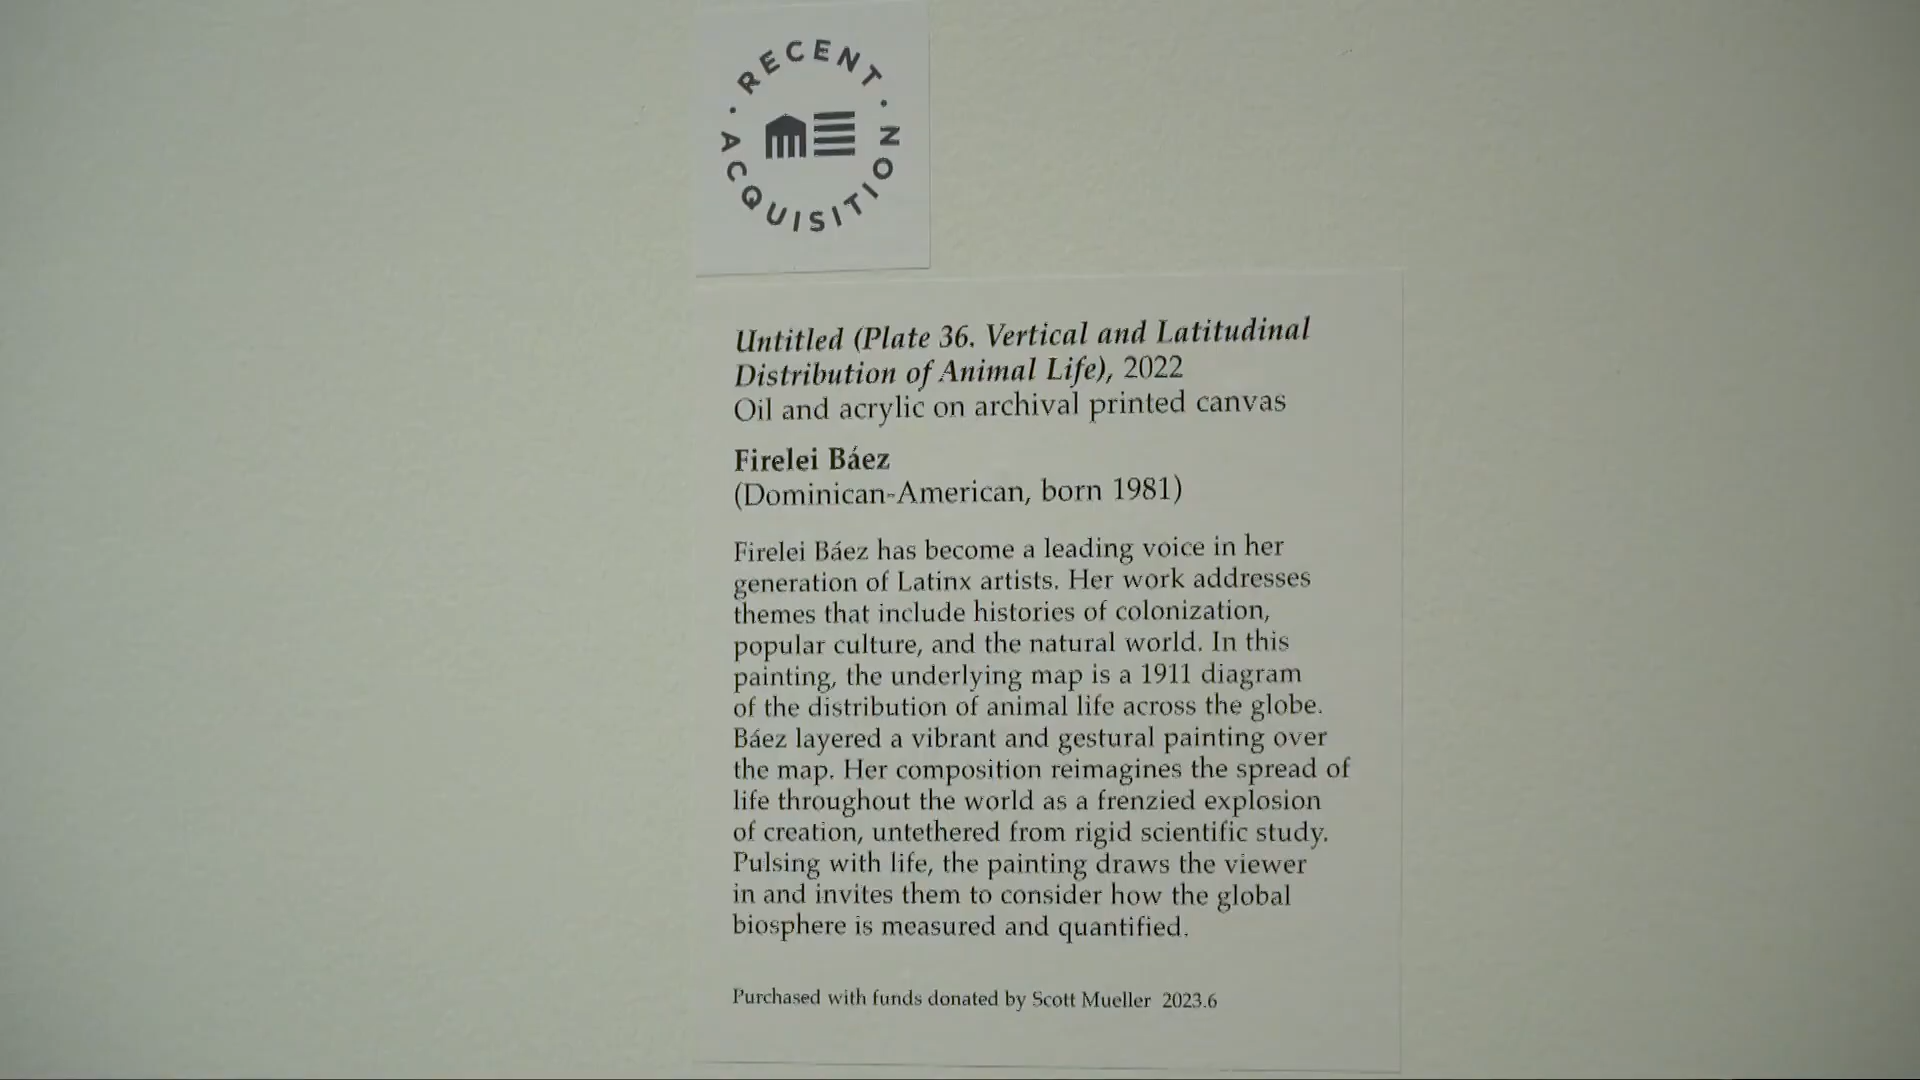 · RECENT ·
ACQUISITION
Untitled (Plate 36. Vertical and Latitudinal
Distribution of Animal Life), 2022
Oil and acrylic on archival printed canvas
Firelei Báez
(Dominican-American, born 1981)
Firelei Báez has become a leading voice in her
generation of Latinx artists. Her work addresses
themes that include histories of colonization,
popular culture, and the natural world. In this
painting, the underlying map is a 1911 diagram
of the distribution of animal life across the globe.
Báez layered a vibrant and gestural painting over
the map. Her composition reimagines the spread of
life throughout the world as a frenzied explosion
of creation, untethered from rigid scientific study.
Pulsing with life, the painting draws the viewer
in and invites them to consider how the global
biosphere is measured and quantified.
Purchased with funds donated by Scott Mueller 2023.6